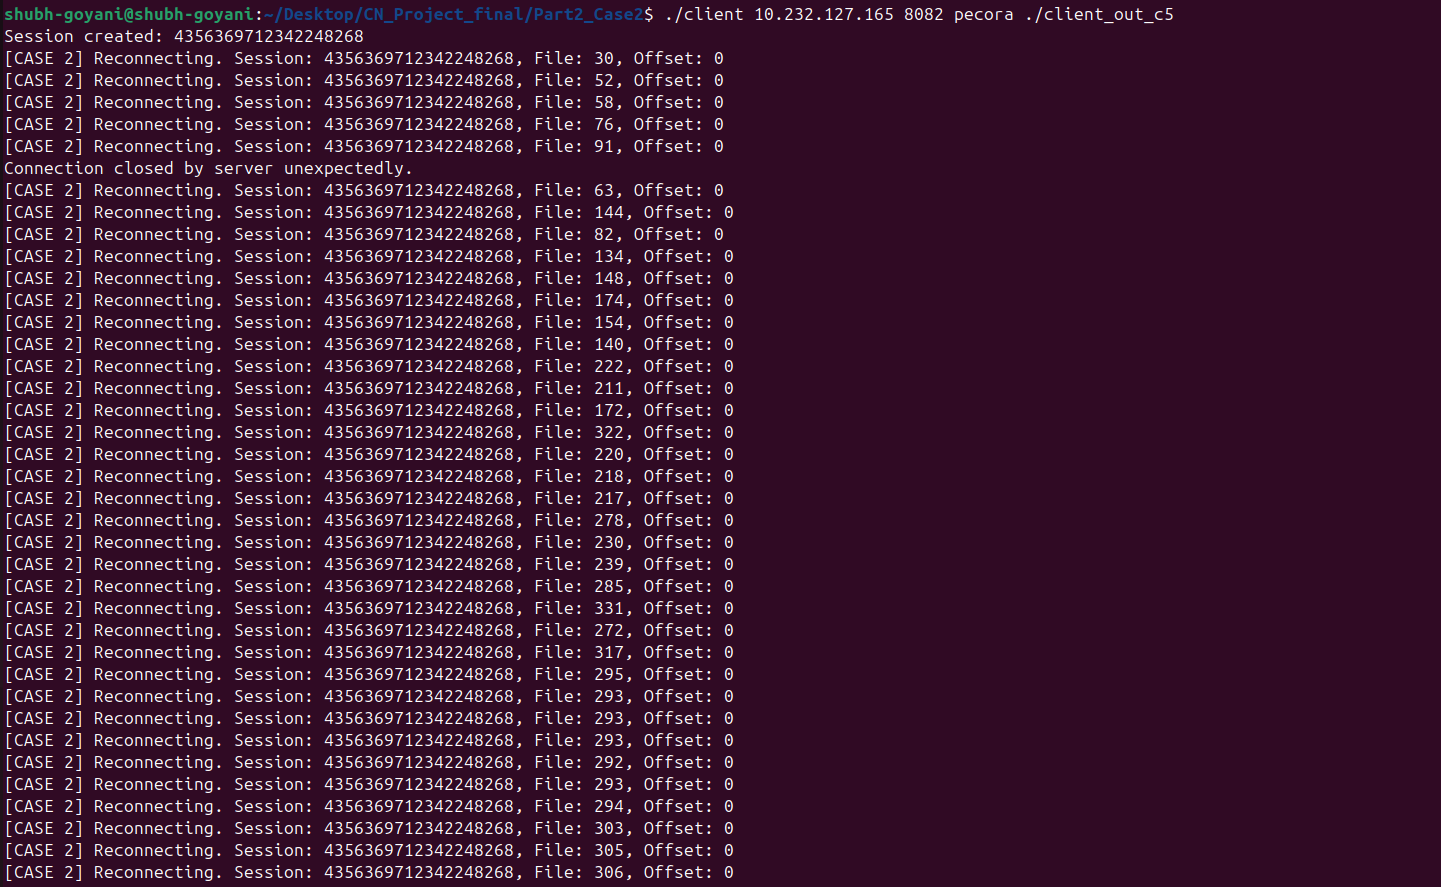 shubh-goyani@shubh-goyani:~/Desktop/CN_Project_final/Part2_Case2$ ./client 10.232.127.165 8082 pecora ./client_out_c5
Session created: 4356369712342248268
[CASE 2] Reconnecting. Session: 4356369712342248268, File: 30, Offset: 0
[CASE 2] Reconnecting. Session: 4356369712342248268, File: 52, Offset: 0
[CASE 2] Reconnecting. Session: 4356369712342248268, File: 58, Offset: 0
[CASE 2] Reconnecting. Session: 4356369712342248268, File: 76, Offset: 0
[CASE 2] Reconnecting. Session: 4356369712342248268, File: 91, Offset: 0
Connection closed by server unexpectedly.
[CASE 2] Reconnecting. Session: 4356369712342248268, File: 63, Offset: 0
[CASE 2] Reconnecting. Session: 4356369712342248268, File: 144, Offset: 0
[CASE 2] Reconnecting. Session: 4356369712342248268, File: 82, Offset: 0
[CASE 2] Reconnecting. Session: 4356369712342248268, File: 134, Offset: 0
[CASE 2] Reconnecting. Session: 4356369712342248268, File: 148, Offset: 0
[CASE 2] Reconnecting. Session: 4356369712342248268, File: 174, Offset: 0
[CASE 2] Reconnecting. Session: 4356369712342248268, File: 154, Offset: 0
[CASE 2] Reconnecting. Session: 4356369712342248268, File: 140, Offset: 0
[CASE 2] Reconnecting. Session: 4356369712342248268, File: 222, Offset: 0
[CASE 2] Reconnecting. Session: 4356369712342248268, File: 211, Offset: 0
[CASE 2] Reconnecting. Session: 4356369712342248268, File: 172, Offset: 0
[CASE 2] Reconnecting. Session: 4356369712342248268, File: 322, Offset: 0
[CASE 2] Reconnecting. Session: 4356369712342248268, File: 220, Offset: 0
[CASE 2] Reconnecting. Session: 4356369712342248268, File: 218, Offset: 0
[CASE 2] Reconnecting. Session: 4356369712342248268, File: 217, Offset: 0
[CASE 2] Reconnecting. Session: 4356369712342248268, File: 278, Offset: 0
[CASE 2] Reconnecting. Session: 4356369712342248268, File: 230, Offset: 0
[CASE 2] Reconnecting. Session: 4356369712342248268, File: 239, Offset: 0
[CASE 2] Reconnecting. Session: 4356369712342248268, File: 285, Offset: 0
[CASE 2] Reconnecting. Session: 4356369712342248268, File: 331, Offset: 0
[CASE 2] Reconnecting. Session: 4356369712342248268, File: 272, Offset: 0
[CASE 2] Reconnecting. Session: 4356369712342248268, File: 317, Offset: 0
[CASE 2] Reconnecting. Session: 4356369712342248268, File: 295, Offset: 0
[CASE 2] Reconnecting. Session: 4356369712342248268, File: 293, Offset: 0
[CASE 2] Reconnecting. Session: 4356369712342248268, File: 293, Offset: 0
[CASE 2] Reconnecting. Session: 4356369712342248268, File: 293, Offset: 0
[CASE 2] Reconnecting. Session: 4356369712342248268, File: 292, Offset: 0
[CASE 2] Reconnecting. Session: 4356369712342248268, File: 293, Offset: 0
[CASE 2] Reconnecting. Session: 4356369712342248268, File: 294, Offset: 0
[CASE 2] Reconnecting. Session: 4356369712342248268, File: 303, Offset: 0
[CASE 2] Reconnecting. Session: 4356369712342248268, File: 305, Offset: 0
[CASE 2] Reconnecting. Session: 4356369712342248268, File: 306, Offset: 0